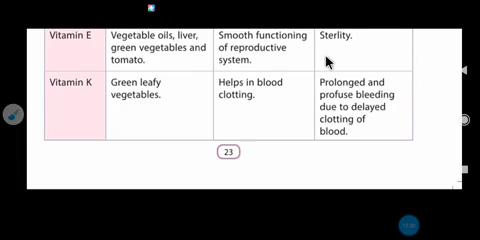 Vitamin E Vegetable oils, liver, Smooth functioning Sterlity.
green vegetables and of reproductive
tomato. system.
Vitamin K Green leafy Helps in blood Prolonged and
vegetables. clotting. profuse bleeding
due to delayed
clotting of
blood.
23